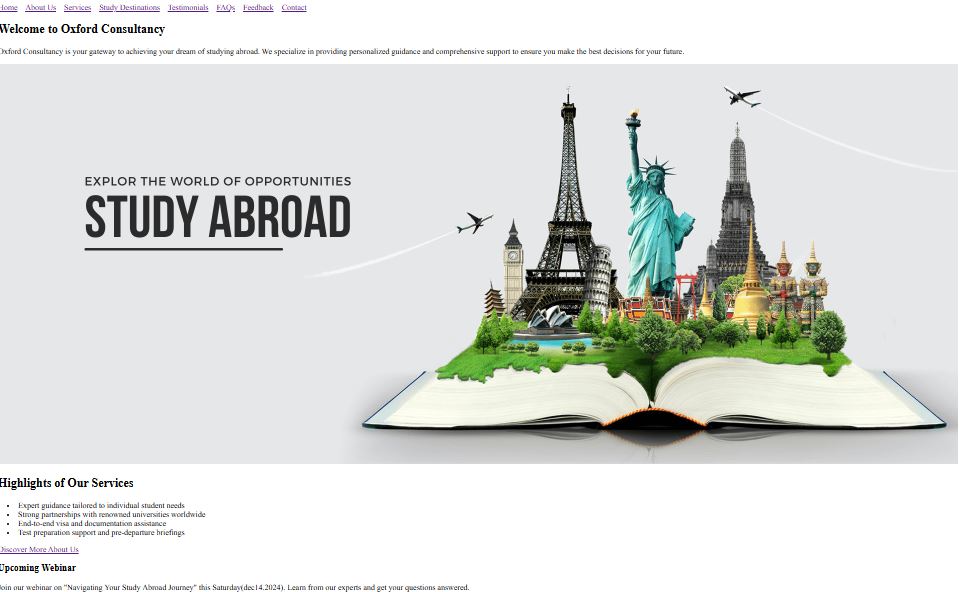 Home About Us Services Study Destinations Testimonials FAQs Feedback Contact
Welcome to Oxford Consultancy
Oxford Consultancy is your gateway to achieving your dream of studying abroad. We specialize in providing personalized guidance and comprehensive support to ensure you make the best decisions for your future.
EXPLOR THE WORLD OF OPPORTUNITIES
STUDY ABROAD
Highlights of Our Services
• Expert guidance tailored to individual student needs
• Strong partnerships with renowned universities worldwide
• End-to-end visa and documentation assistance
• Test preparation support and pre-departure briefings
Discover More About Us
Upcoming Webinar
Join our webinar on "Navigating Your Study Abroad Journey" this Saturday(dec14,2024). Learn from our experts and get your questions answered.